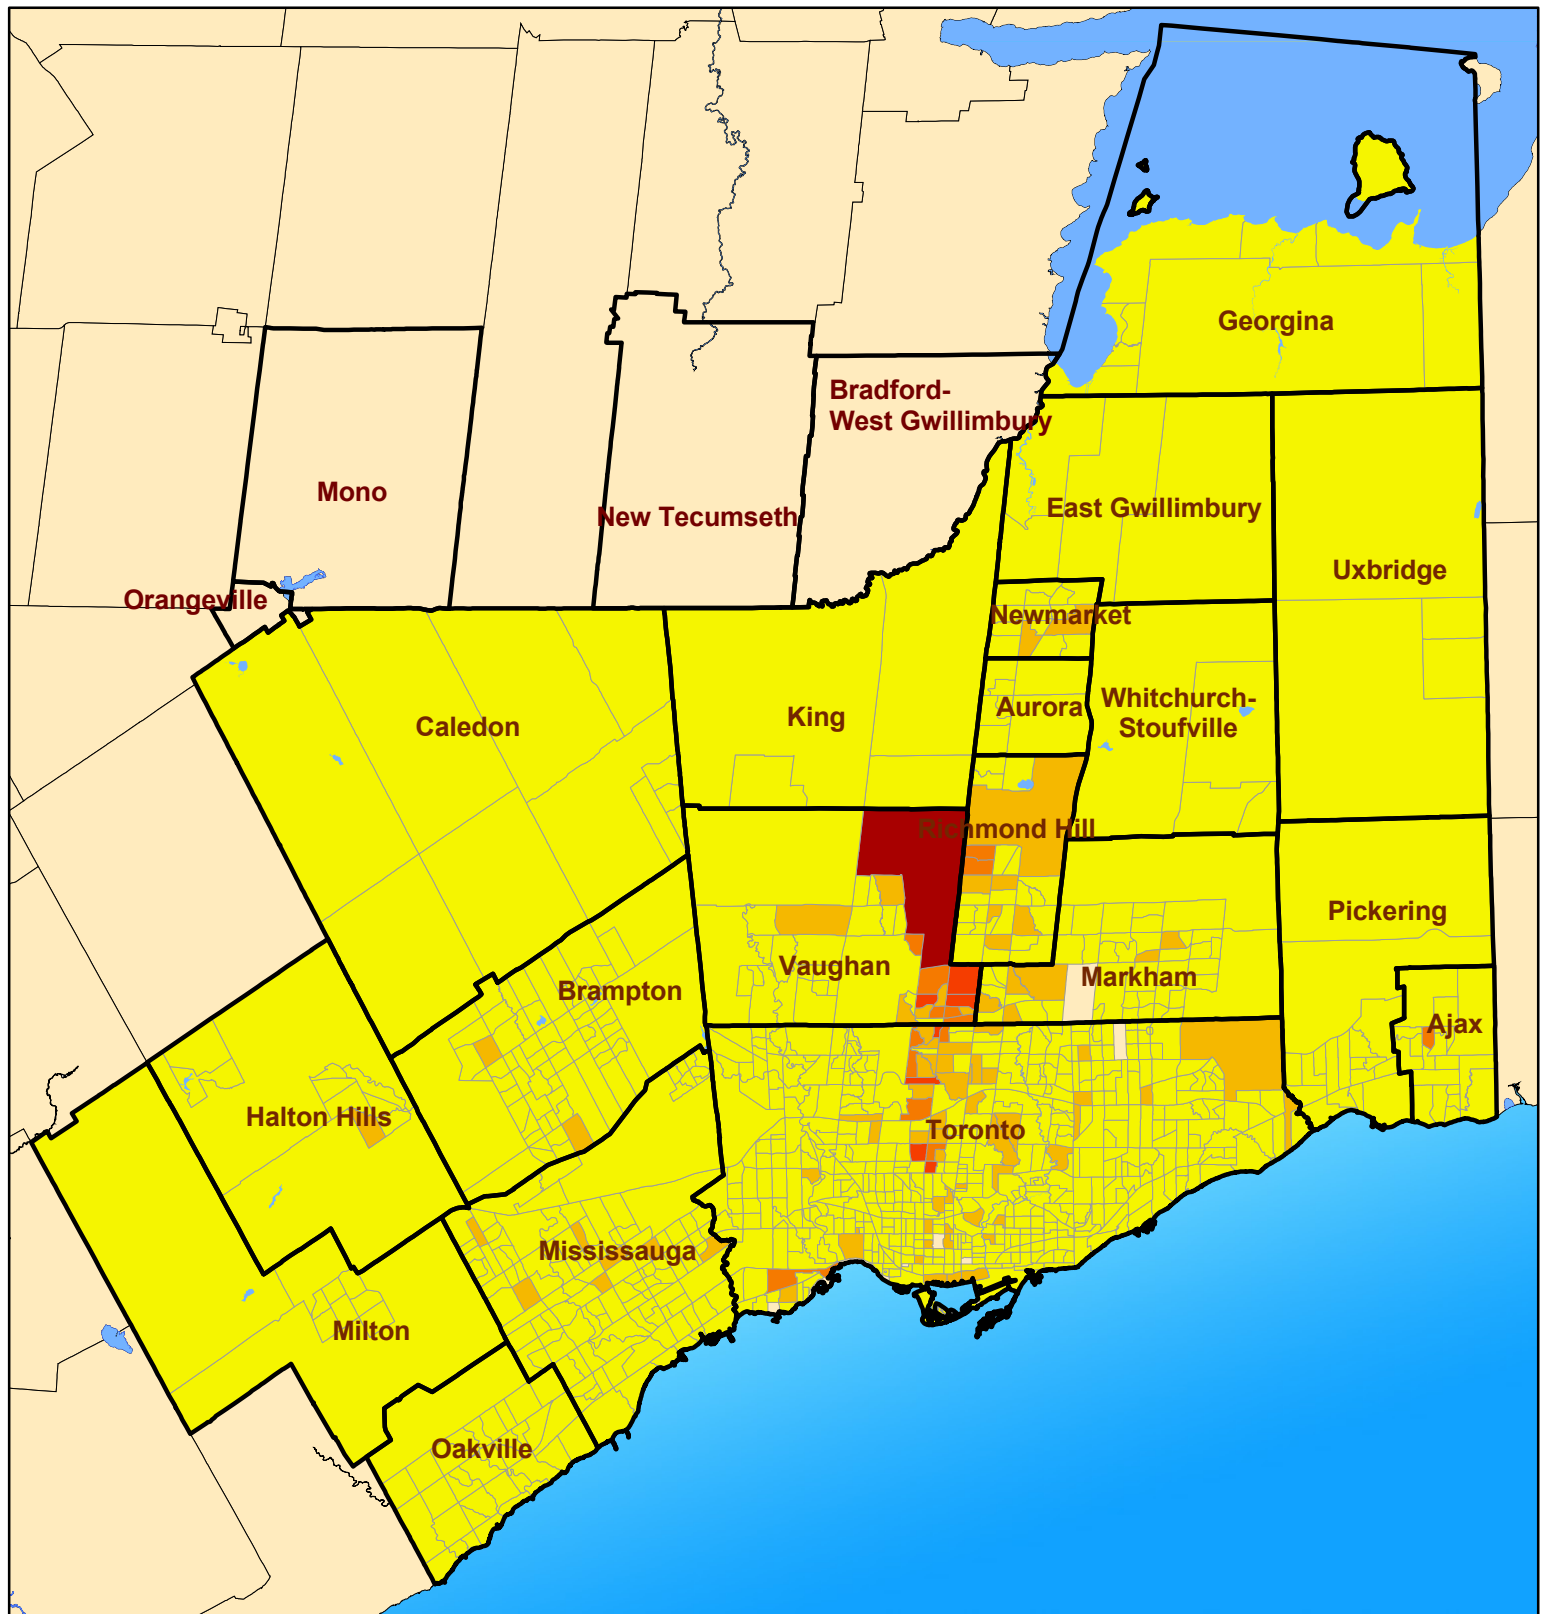 Georgina
Bradford-
West Gwillimbury
Mono
East Gwillimbury
New Tecumseth
Uxbridge
Orangeville
Newmarket
Whitchurch-
Stoufville
Aurora
King
Caledon
Richmond Hill
Pickering
Vaughan
Markham
Brampton
Ajax
Halton Hills
Toronto
Mississauga
Milton
Oakville